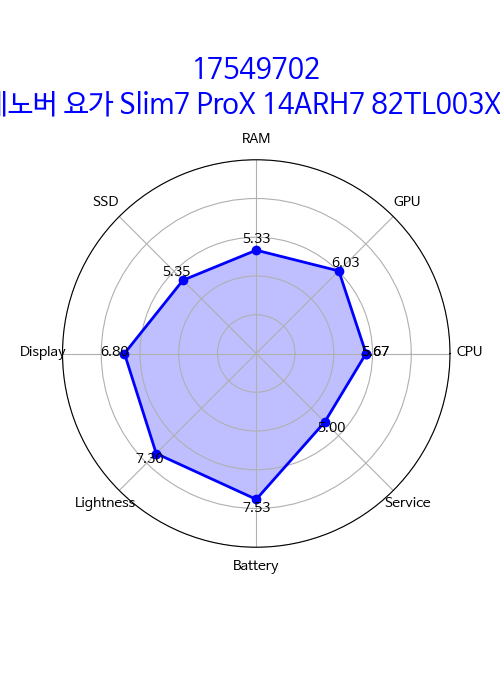 17549702
노버 요가 Slim7 ProX 14ARH7 82TL003X
RAM
SSD
GPU
5.33
6.03
5.35
Display
6.80
5.67
CPU
5.00
7.30
Lightness
7.53
Service
Battery